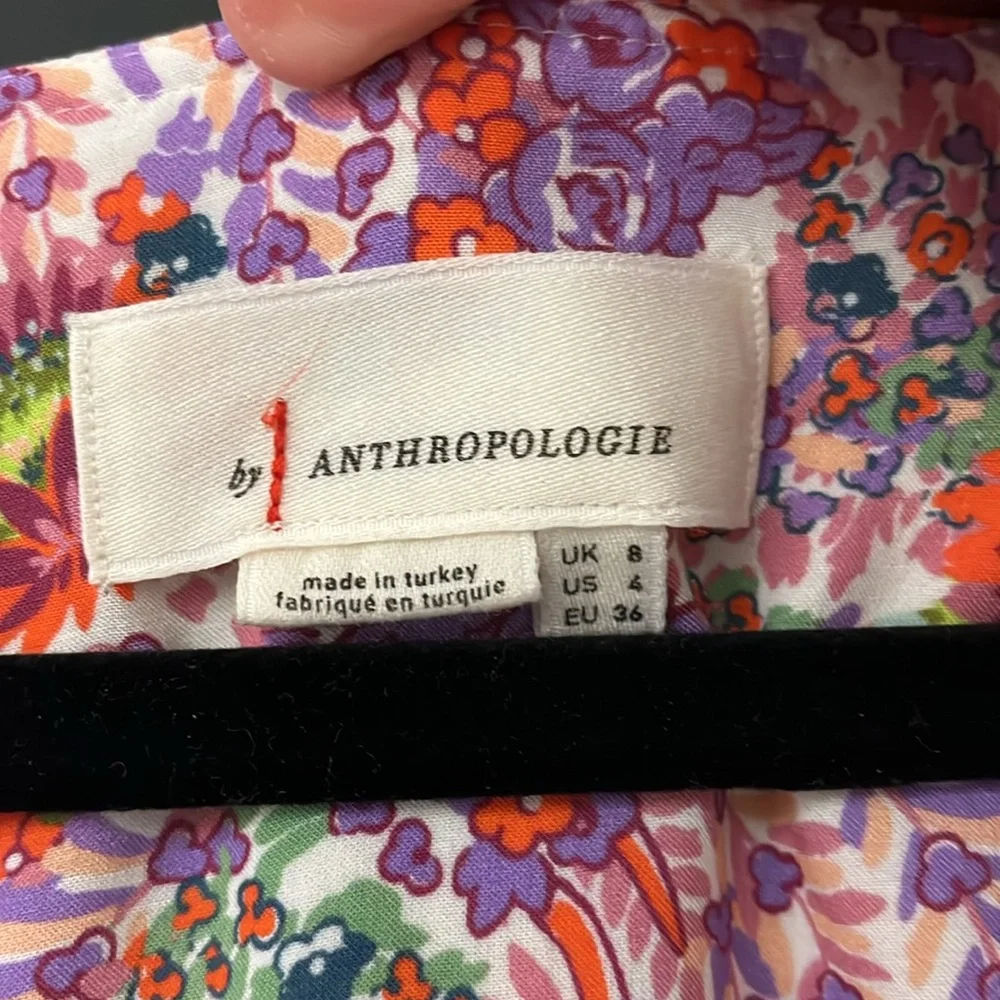 by ANTHROPOLOGIE
made in turkey
fabriqué en turquie
UK 8
US 4
EU 36